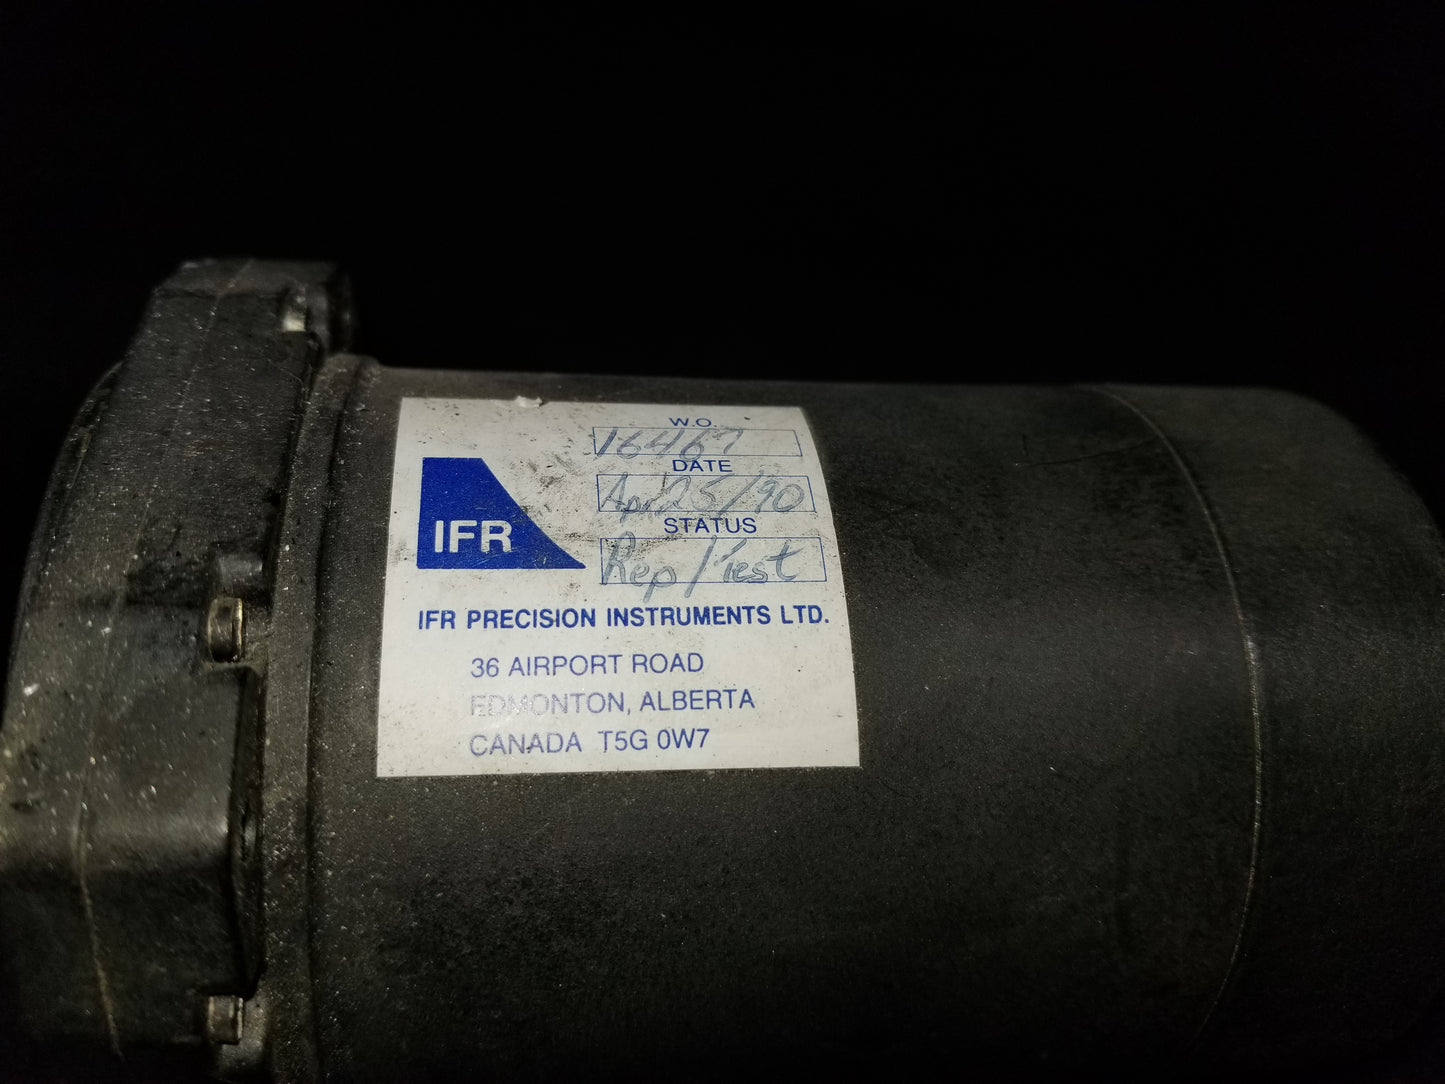 W.O.
16467
DATE
Apr 25/90
STATUS
Rep/Test
IFR
IFR PRECISION INSTRUMENTS LTD.
36 AIRPORT ROAD
EDMONTON, ALBERTA
CANADA T5G 0W7